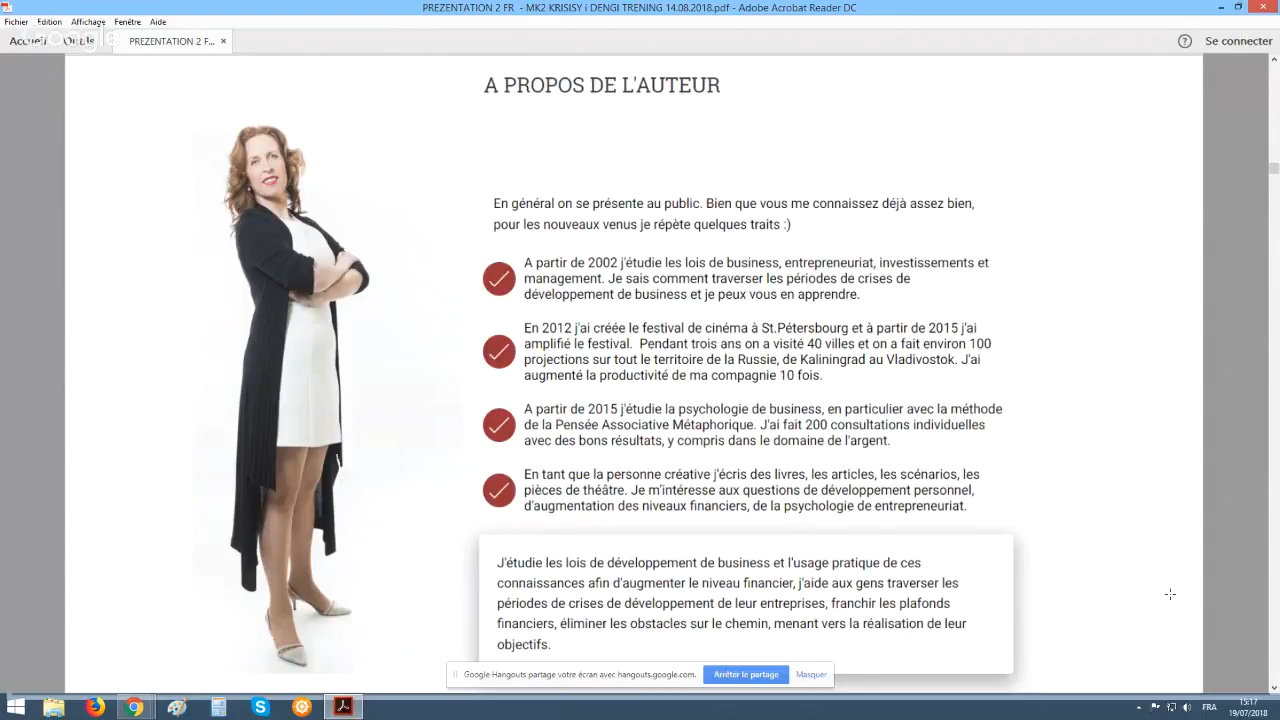 PREZENTATION 2 FR - MK2 KRISISY i DENGI TRENING 14.08.2018.pdf - Adobe Acrobat Reader DC
Fichier Edition Affichage Fenêtre Aide
Accueil Outils PREZENTATION 2 F... × Se connecter
Google
A PROPOS DE L'AUTEUR
En général on se présente au public. Bien que vous me connaissez déjà assez bien,
pour les nouveaux venus je répète quelques traits :)
A partir de 2002 j'étudie les lois de business, entrepreneuriat, investissements et
management. Je sais comment traverser les périodes de crises de
développement de business et je peux vous en apprendre.
En 2012 j'ai créée le festival de cinéma à St.Pétersbourg et à partir de 2015 j'ai
amplifié le festival. Pendant trois ans on a visité 40 villes et on a fait environ 100
projections sur tout le territoire de la Russie, de Kaliningrad au Vladivostok. J'ai
augmenté la productivité de ma compagnie 10 fois.
A partir de 2015 j'étudie la psychologie de business, en particulier avec la méthode
de la Pensée Associative Métaphorique. J'ai fait 200 consultations individuelles
avec des bons résultats, y compris dans le domaine de l'argent.
En tant que la personne créative j'écris des livres, les articles, les scénarios, les
pièces de théâtre. Je m'intéresse aux questions de développement personnel,
d'augmentation des niveaux financiers, de la psychologie de entrepreneuriat.
J'étudie les lois de développement de business et l'usage pratique de ces
connaissances afin d'augmenter le niveau financier, j'aide aux gens traverser les
périodes de crises de développement de leur entreprises, franchir les plafonds
financiers, éliminer les obstacles sur le chemin, menant vers la réalisation de leur
objectifs.
Google Hangouts partage votre écran avec hangouts.google.com. Arrêter le partage Masquer
FRA
15:17
19/07/2018